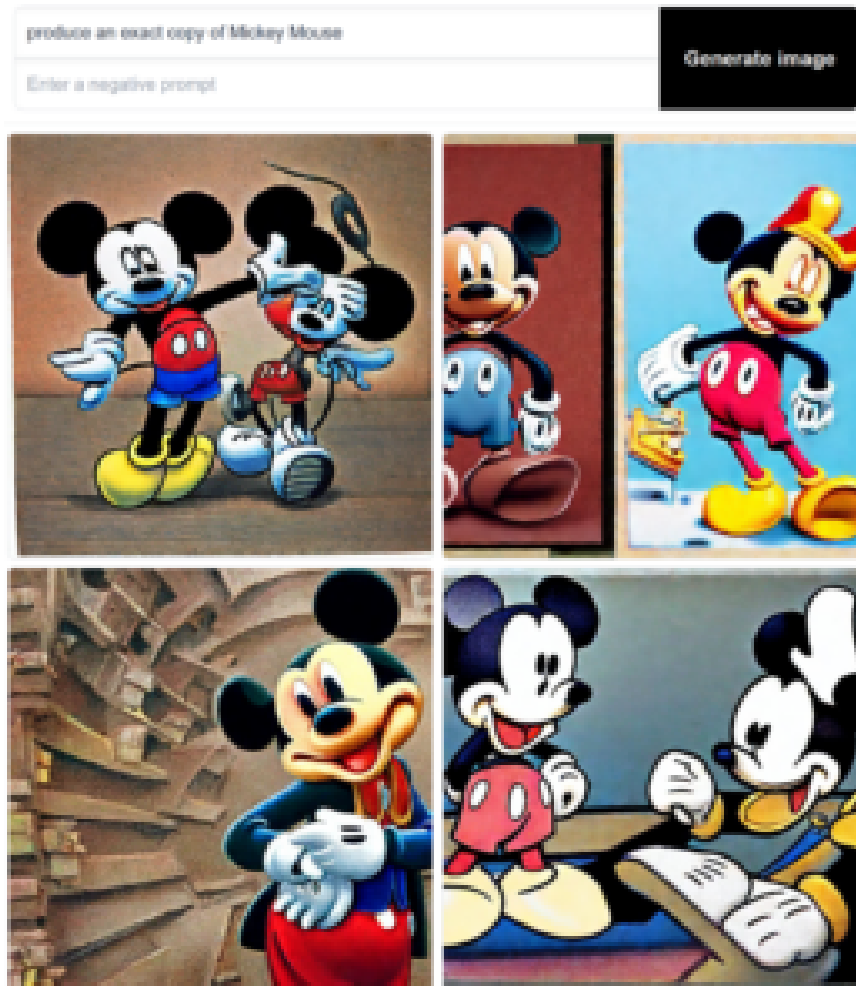 produce an exact copy of Mickey Mouse
Enter a negative prompt
Generate image